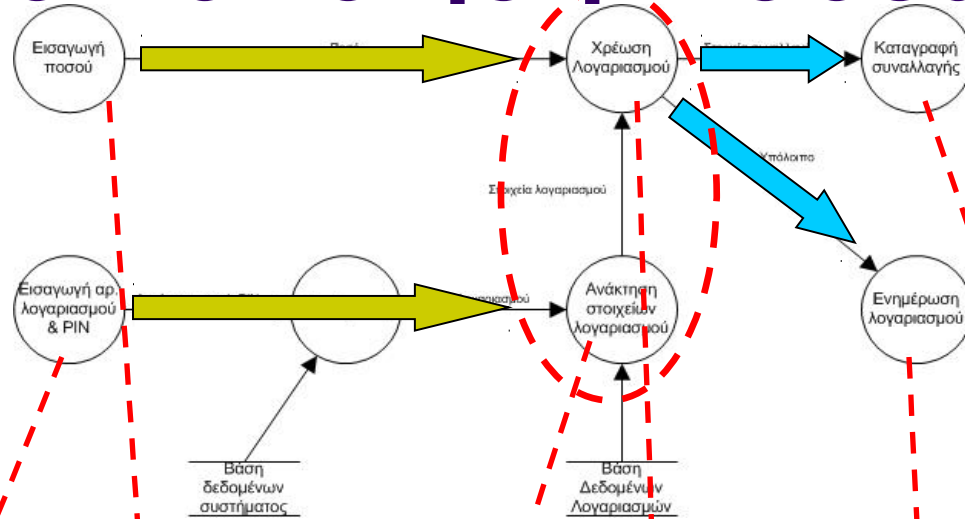 Εισαγωγή
ποσού
Χρέωση
Λογαριασμού
Καταγραφή
συναλλαγής
Υπόλοιπο
Στοιχεία λογαριασμού
Εισαγωγή αρ.
λογαριασμού
& PIN
Ανάκτηση
στοιχείων
λογαριασμού
Ενημέρωση
λογαριασμού
Βάση
δεδομένων
συστήματος
Βάση
Δεδομένων
Λογαριασμών